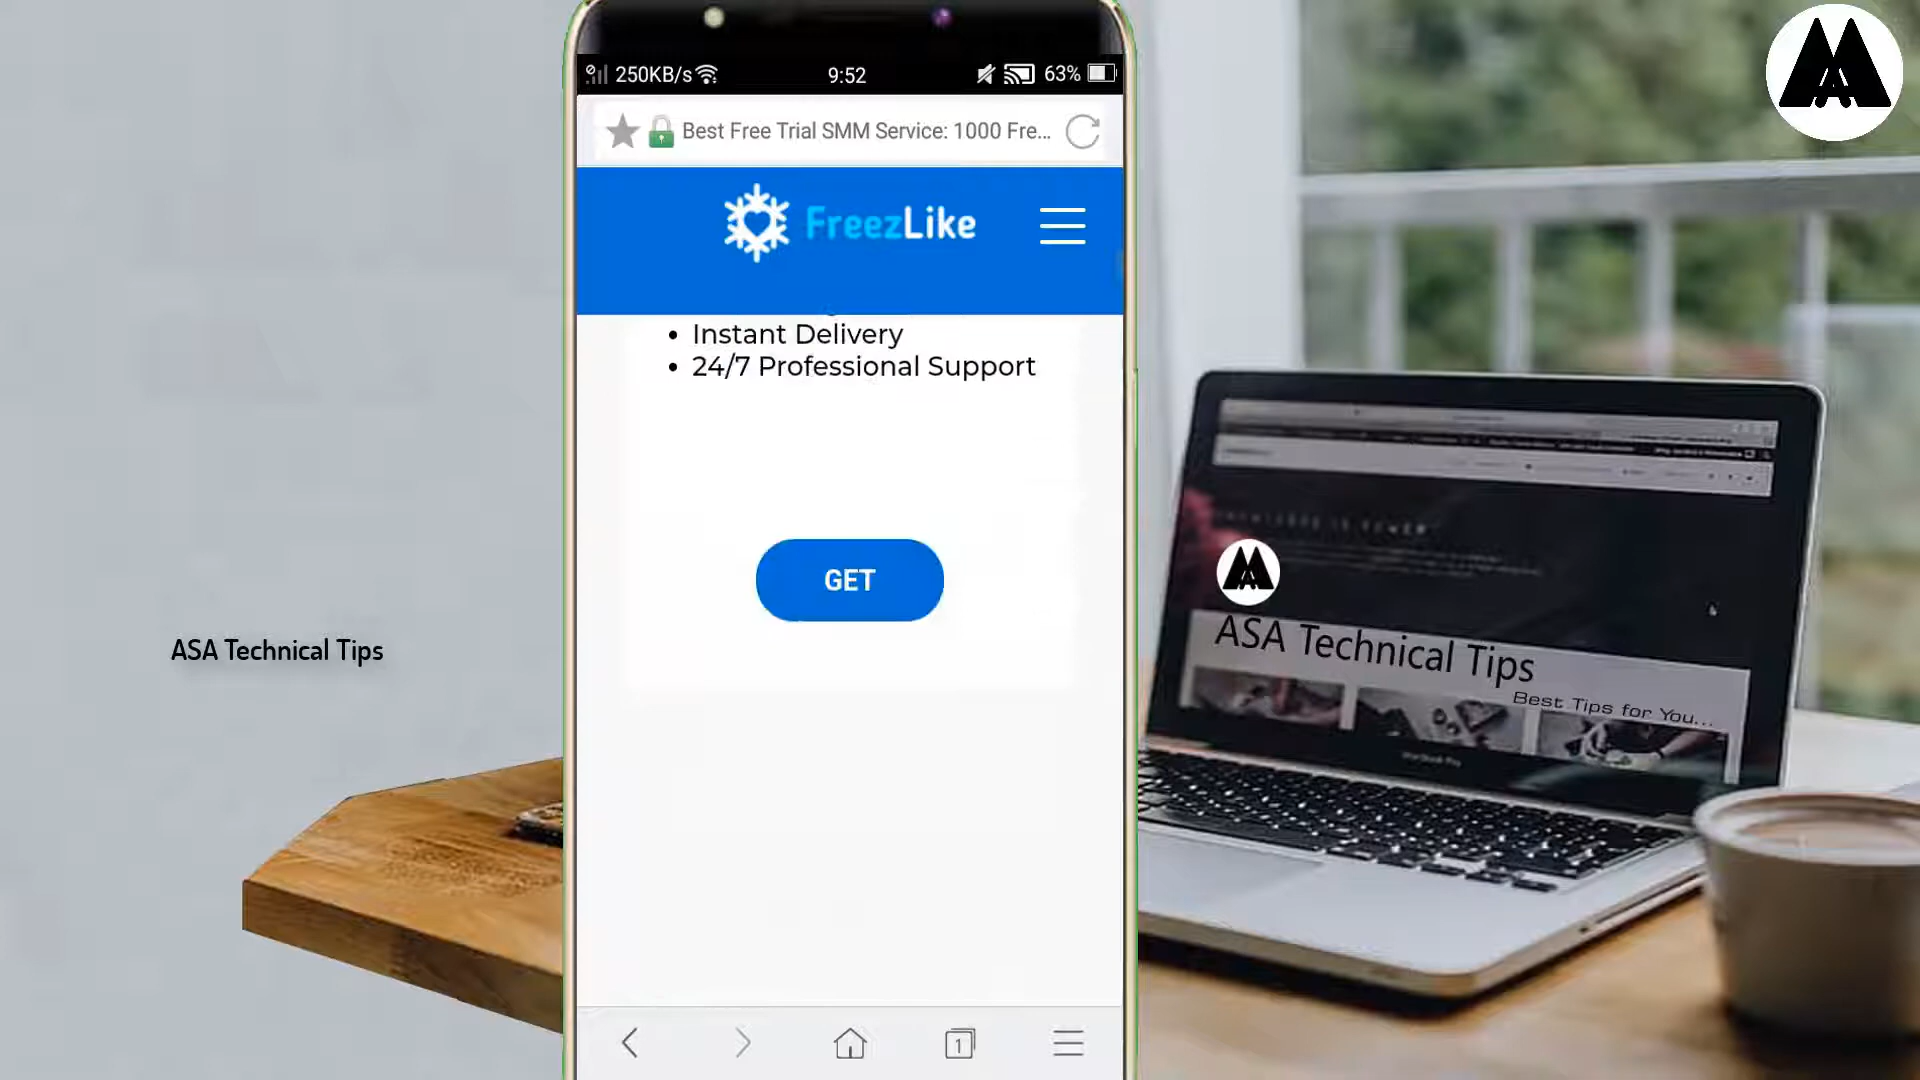 250KB/s
9:52
63%
Best Free Trial SMM Service: 1000 Fre...
FreezLike
Instant Delivery
24/7 Professional Support
GET
1
ASA Technical Tips
ASA Technical Tips
Best Tips for You...